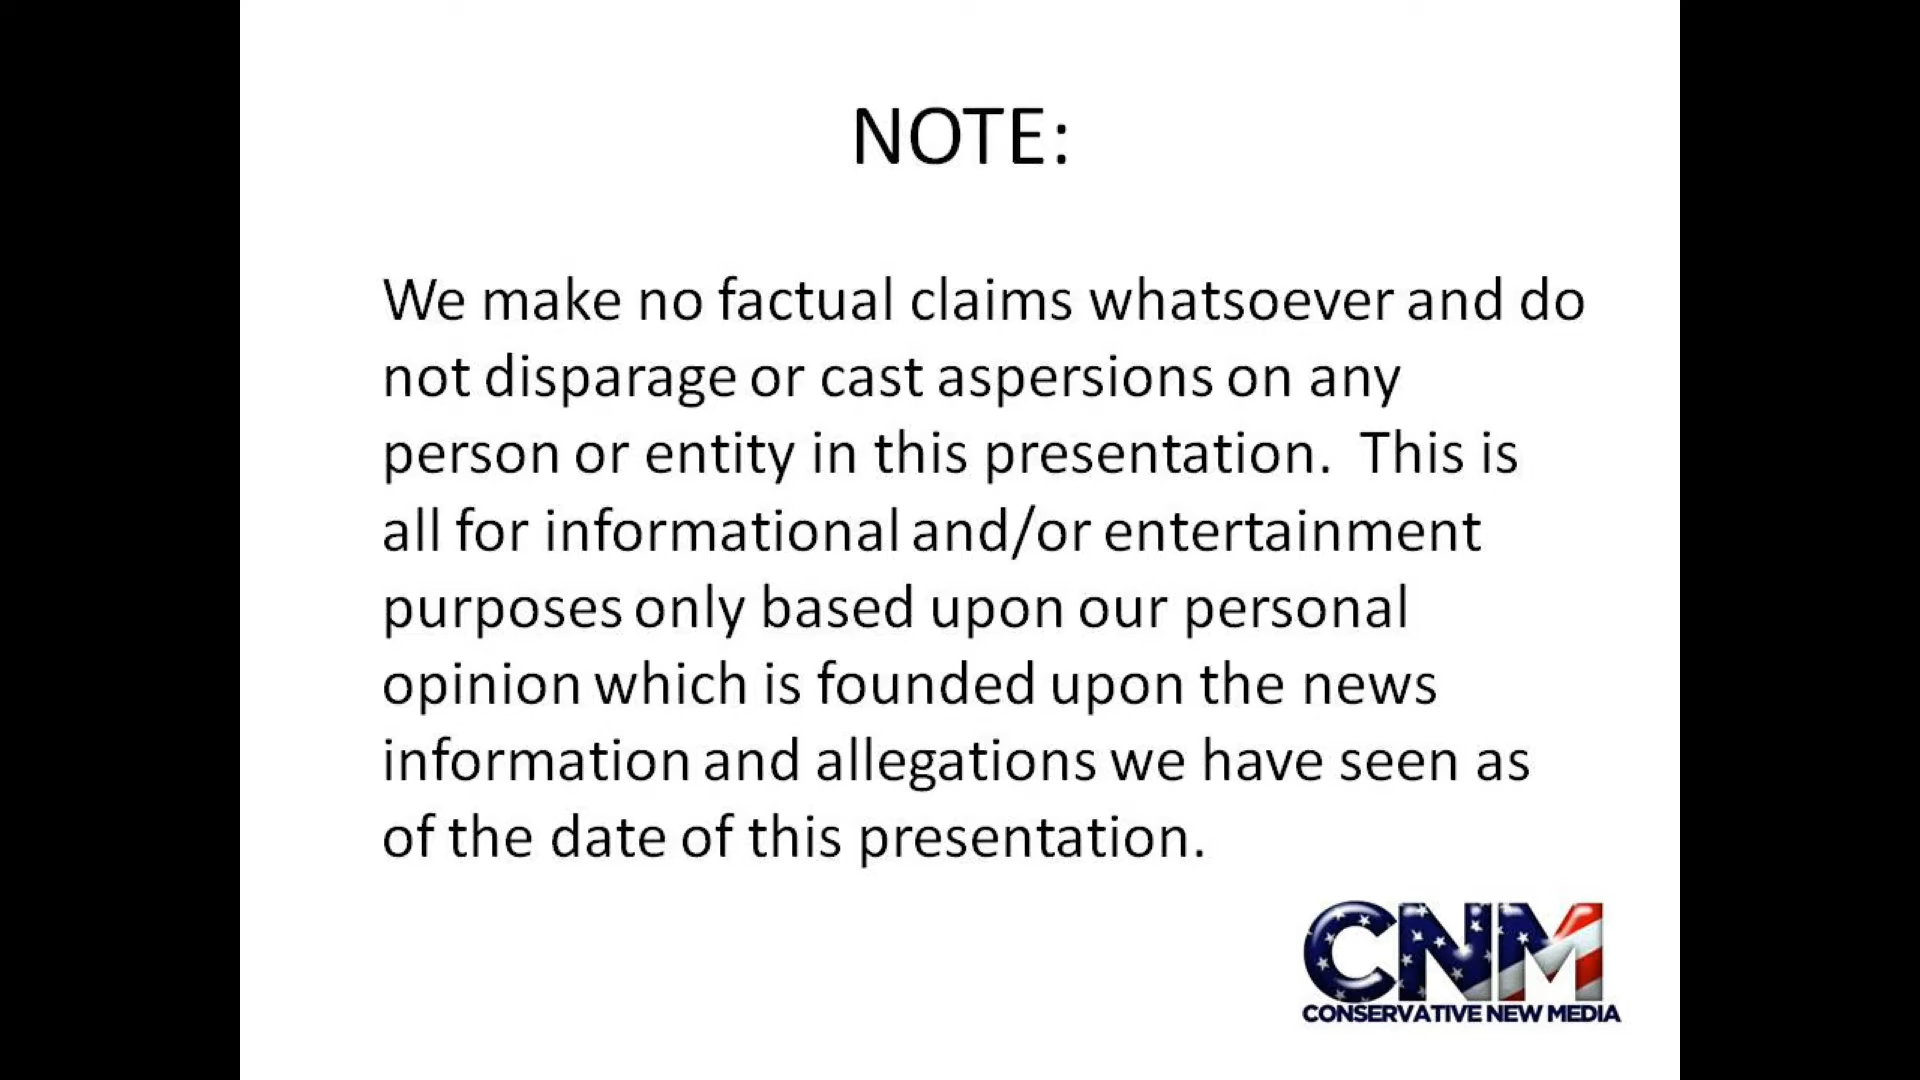 NOTE:
We make no factual claims whatsoever and do
not disparage or cast aspersions on any
person or entity in this presentation.  This is
all for informational and/or entertainment
purposes only based upon our personal
opinion which is founded upon the news
information and allegations we have seen as
of the date of this presentation.
CNM
CONSERVATIVE NEW MEDIA